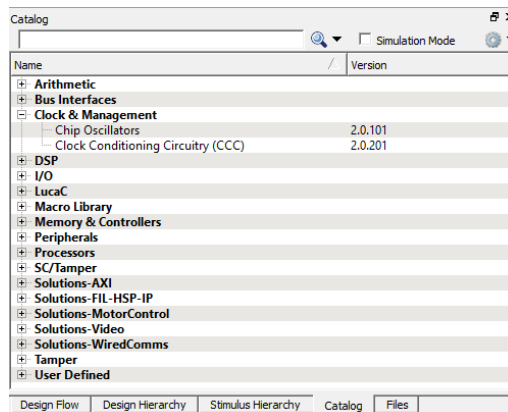 Catalog
Simulation Mode
Name Version
Arithmetic
Bus Interfaces
Clock & Management
Chip Oscillators 2.0.101
Clock Conditioning Circuitry (CCC) 2.0.201
DSP
I/O
LucaC
Macro Library
Memory & Controllers
Peripherals
Processors
SC/Tamper
Solutions-AXI
Solutions-FIL-HSP-IP
Solutions-MotorControl
Solutions-Video
Solutions-WiredComms
Tamper
User Defined
Design Flow Design Hierarchy Stimulus Hierarchy Catalog Files